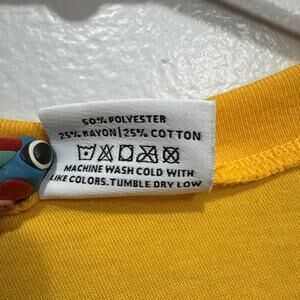 50% POLYESTER
25% RAYON|25% COTTON
MACHINE WASH COLD WITH
LIKE COLORS.TUMBLE DRY LOW